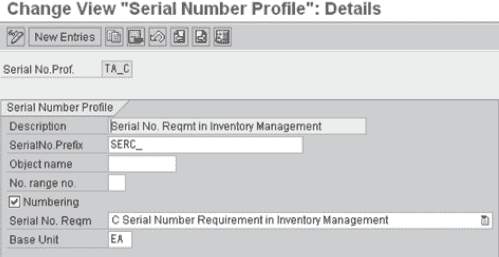 Change View "Serial Number Profile": Details
New Entries
Serial No.Prof. TA_C
Serial Number Profile
Description Serial No. Reqmt in Inventory Management
SerialNo.Prefix SERC_
Object name
No. range no.
Numbering
Serial No. Reqm C Serial Number Requirement in Inventory Management
Base Unit EA